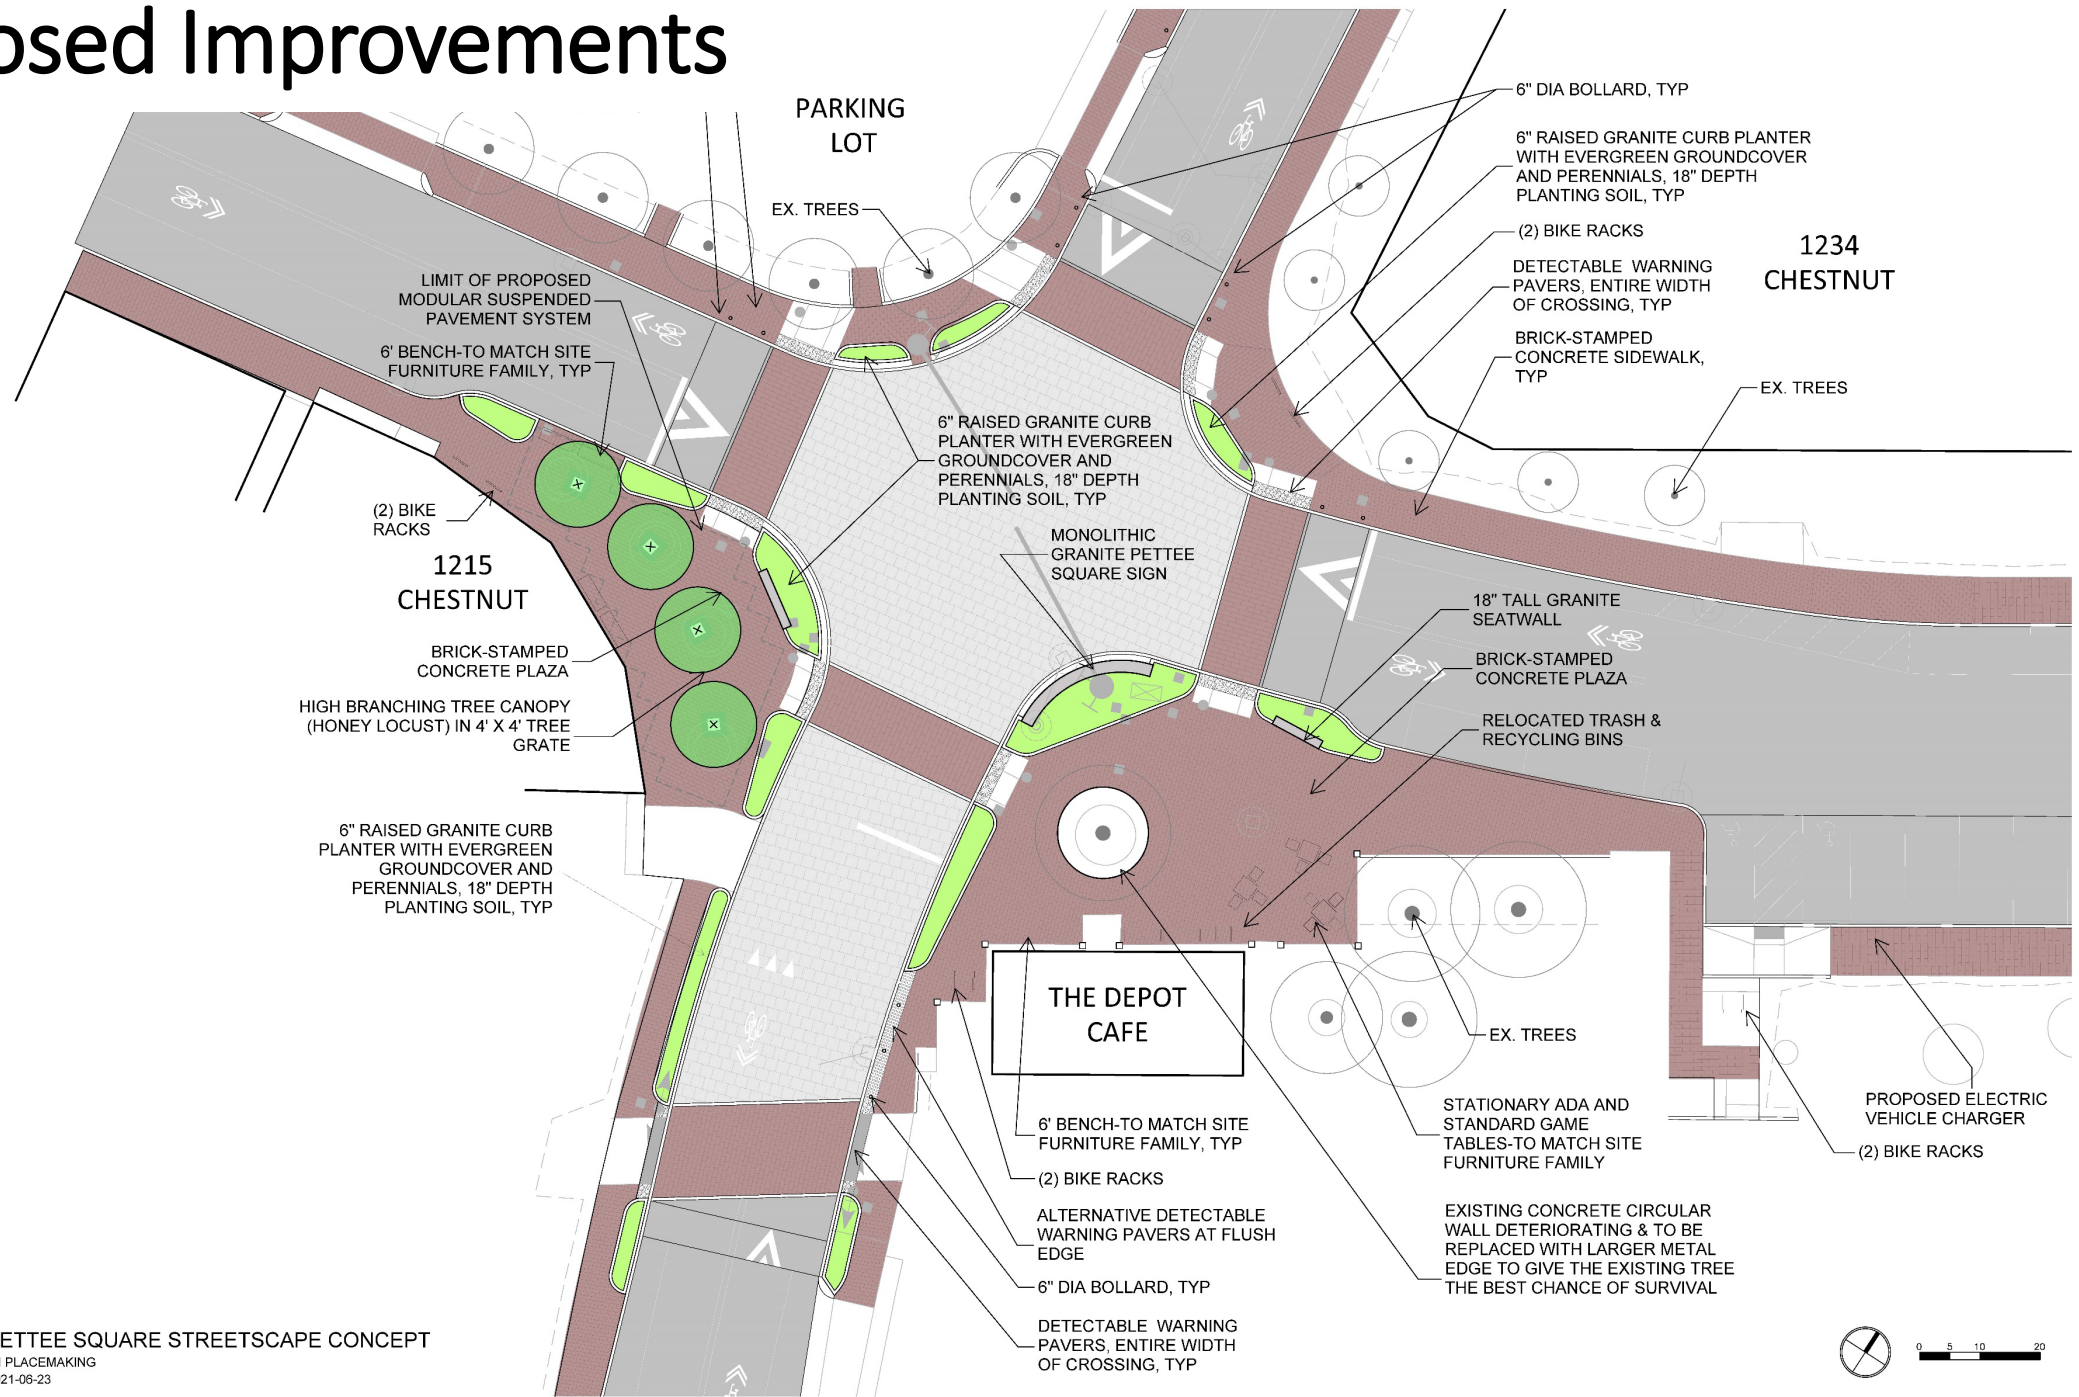 osed Improvements
PARKING
LOT
EX. TREES
6" DIA BOLLARD, TYP
6" RAISED GRANITE CURB PLANTER
WITH EVERGREEN GROUNDCOVER
AND PERENNIALS, 18" DEPTH
PLANTING SOIL, TYP
(2) BIKE RACKS
DETECTABLE WARNING
PAVERS, ENTIRE WIDTH
OF CROSSING, TYP
1234
CHESTNUT
BRICK-STAMPED
CONCRETE SIDEWALK,
TYP
EX. TREES
LIMIT OF PROPOSED
MODULAR SUSPENDED
PAVEMENT SYSTEM
6' BENCH-TO MATCH SITE
FURNITURE FAMILY, TYP
6" RAISED GRANITE CURB
PLANTER WITH EVERGREEN
GROUNDCOVER AND
PERENNIALS, 18" DEPTH
PLANTING SOIL, TYP
(2) BIKE
RACKS
1215
CHESTNUT
MONOLITHIC
GRANITE PETTEE
SQUARE SIGN
18" TALL GRANITE
SEATWALL
BRICK-STAMPED
CONCRETE PLAZA
BRICK-STAMPED
CONCRETE PLAZA
HIGH BRANCHING TREE CANOPY
(HONEY LOCUST) IN 4' X 4' TREE
GRATE
RELOCATED TRASH &
RECYCLING BINS
6" RAISED GRANITE CURB
PLANTER WITH EVERGREEN
GROUNDCOVER AND
PERENNIALS, 18" DEPTH
PLANTING SOIL, TYP
THE DEPOT
CAFE
EX. TREES
6' BENCH-TO MATCH SITE
FURNITURE FAMILY, TYP
(2) BIKE RACKS
ALTERNATIVE DETECTABLE
WARNING PAVERS AT FLUSH
EDGE
6" DIA BOLLARD, TYP
DETECTABLE WARNING
PAVERS, ENTIRE WIDTH
OF CROSSING, TYP
STATIONARY ADA AND
STANDARD GAME
TABLES-TO MATCH SITE
FURNITURE FAMILY
EXISTING CONCRETE CIRCULAR
WALL DETERIORATING & TO BE
REPLACED WITH LARGER METAL
EDGE TO GIVE THE EXISTING TREE
THE BEST CHANCE OF SURVIVAL
PROPOSED ELECTRIC
VEHICLE CHARGER
(2) BIKE RACKS
ETTEE SQUARE STREETSCAPE CONCEPT
PLACEMAKING
21-06-23
0 5 10 20